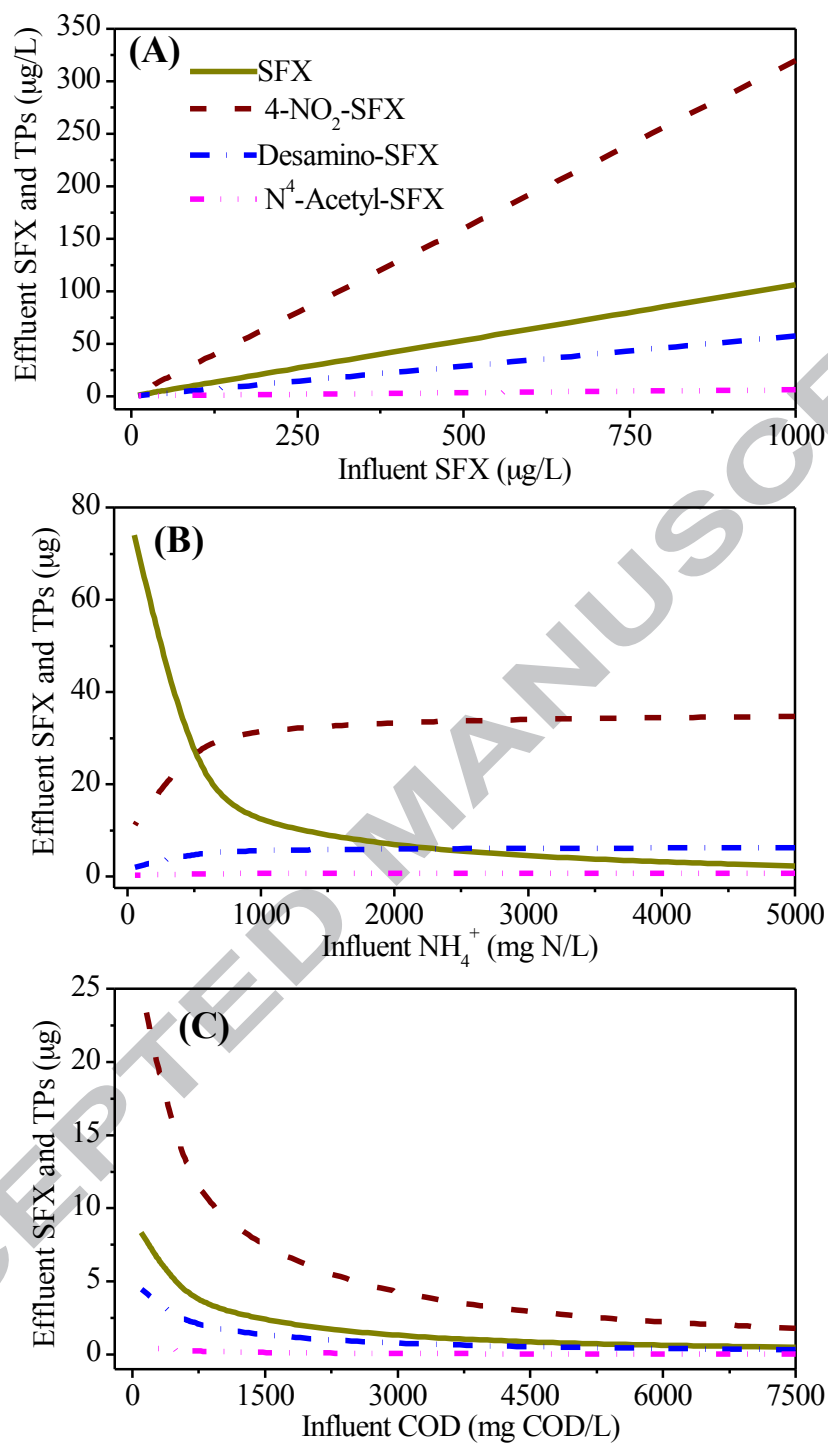 (A)
Effluent SFX and TPs (µg/L)
350
300
250
200
150
100
50
0
SFX
4-NO₂-SFX
Desamino-SFX
N⁴-Acetyl-SFX
0 250 500 750 1000
Influent SFX (µg/L)
(B)
Effluent SFX and TPs (µg)
80
60
40
20
0
0 1000 2000 3000 4000 5000
Influent NH₄⁺ (mg N/L)
(C)
Effluent SFX and TPs (µg)
25
20
15
10
5
0
0 1500 3000 4500 6000 7500
Influent COD (mg COD/L)
CEPTED MANUSCR